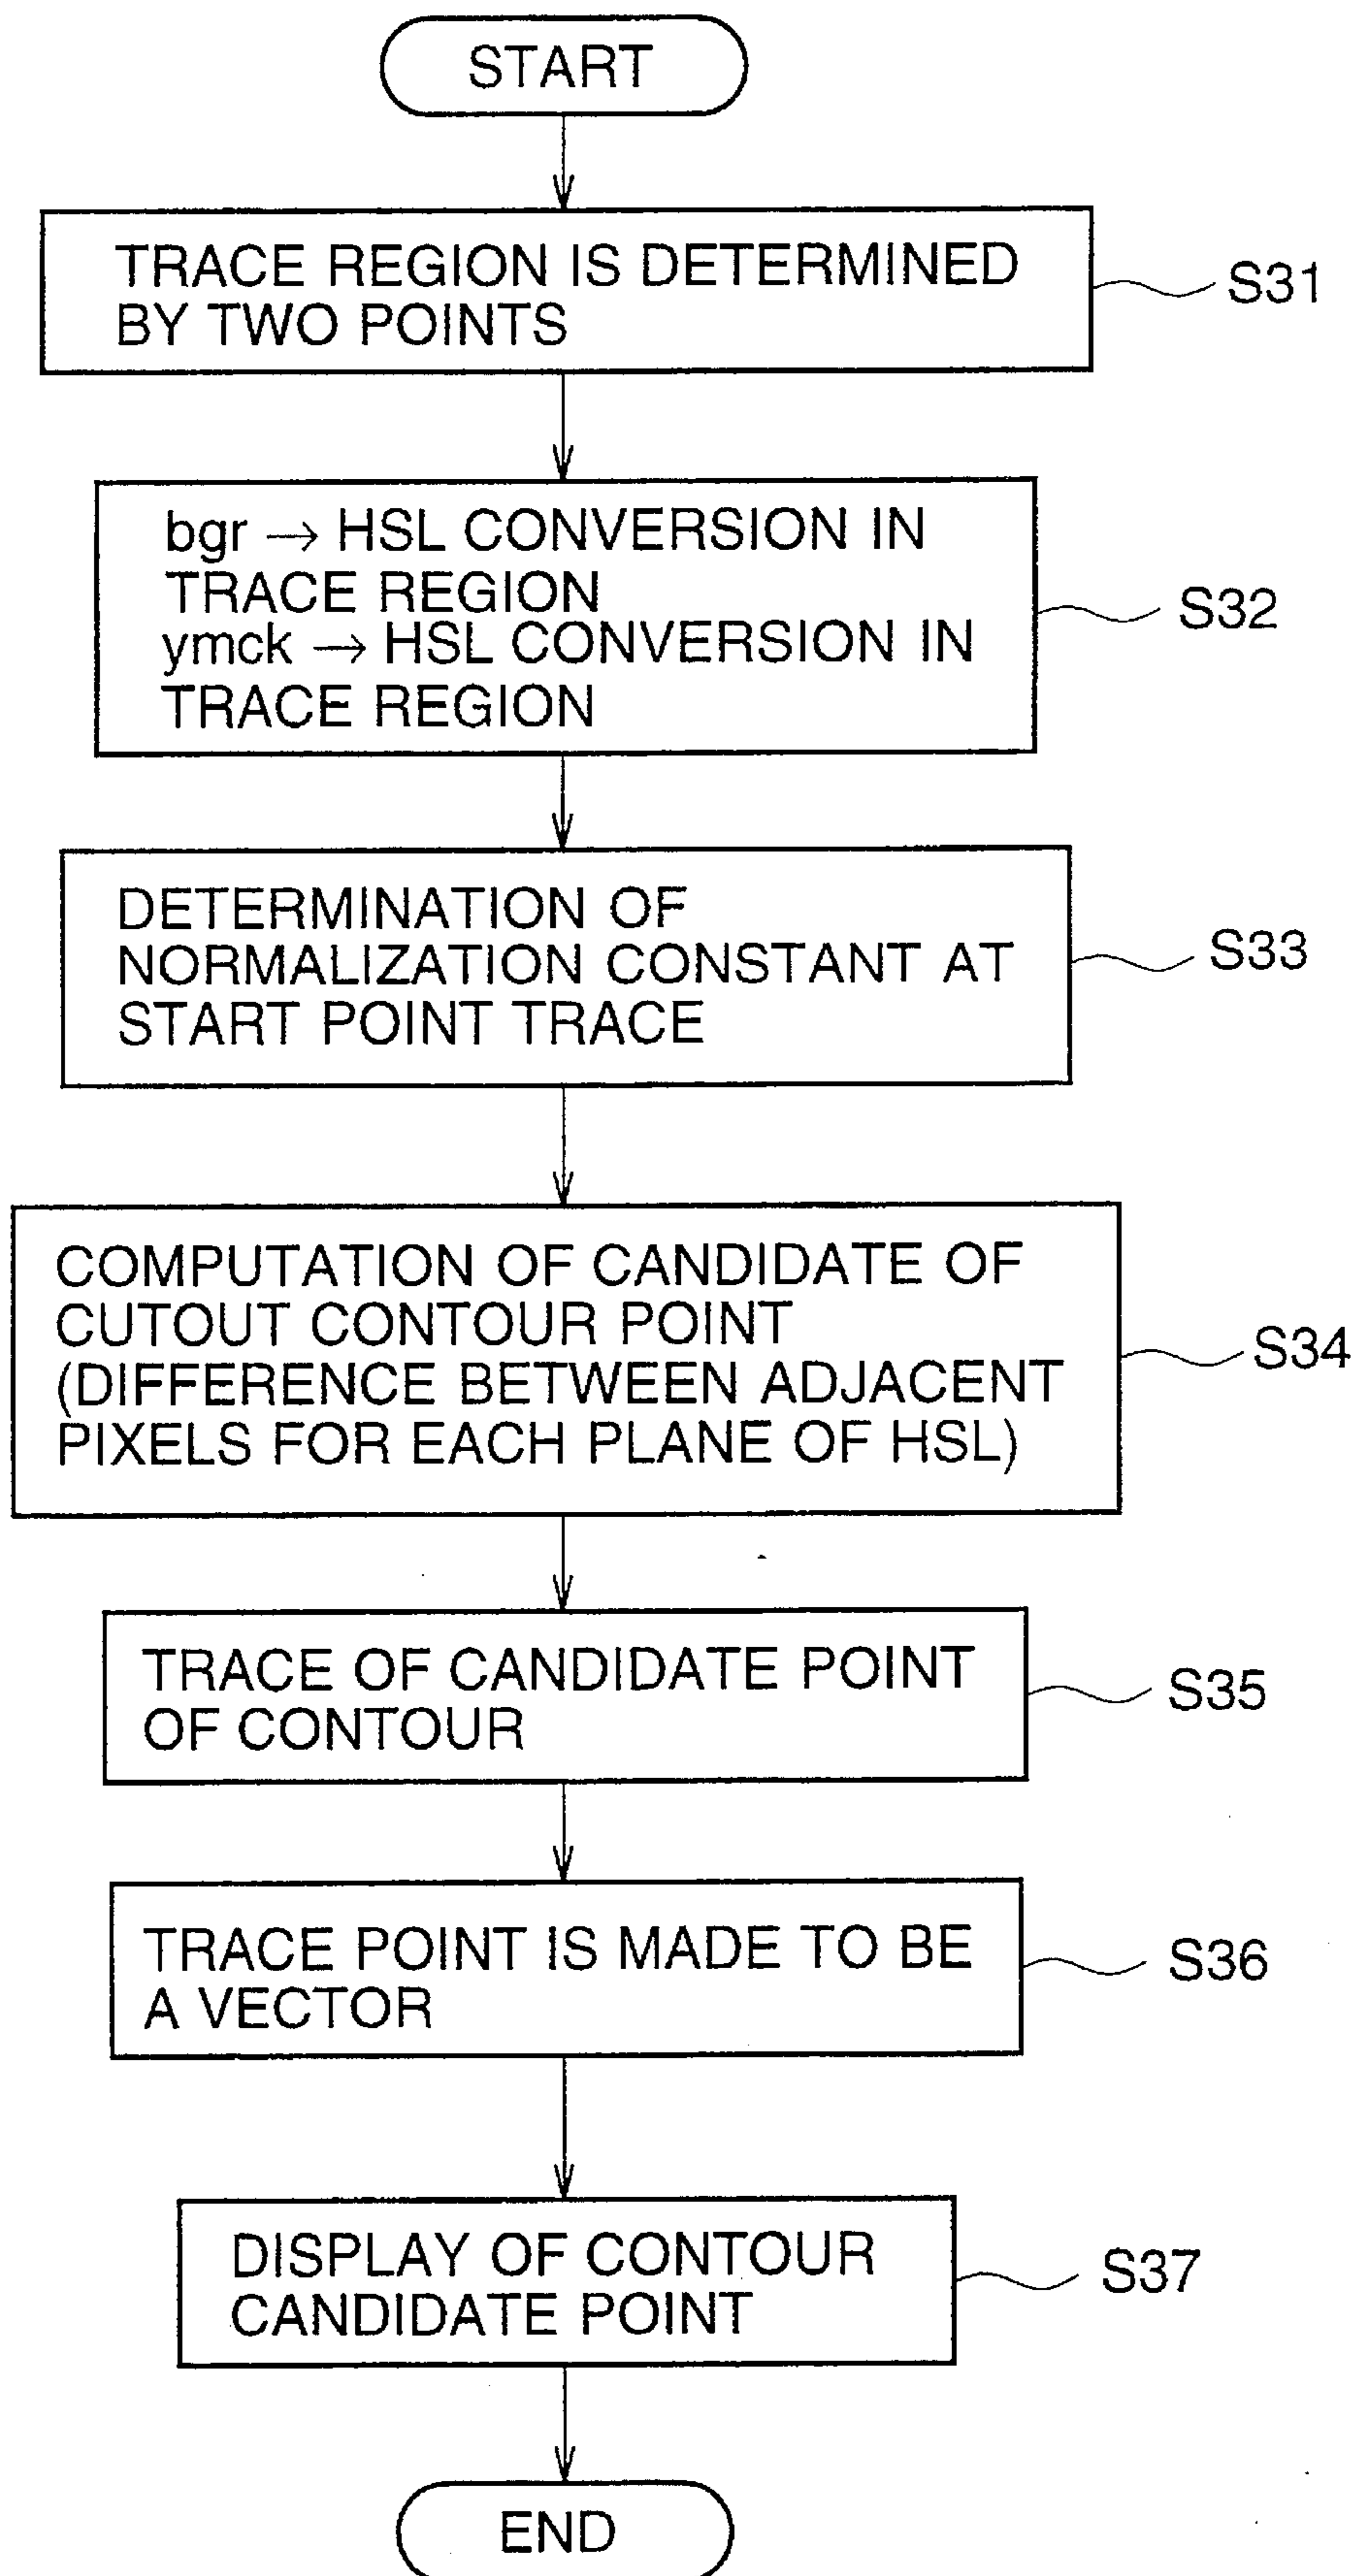 START
TRACE REGION IS DETERMINED
BY TWO POINTS
S31
bgr → HSL CONVERSION IN
TRACE REGION
ymck → HSL CONVERSION IN
TRACE REGION
S32
DETERMINATION OF
NORMALIZATION CONSTANT AT
START POINT TRACE
S33
COMPUTATION OF CANDIDATE OF
CUTOUT CONTOUR POINT
(DIFFERENCE BETWEEN ADJACENT
PIXELS FOR EACH PLANE OF HSL)
S34
TRACE OF CANDIDATE POINT
OF CONTOUR
S35
TRACE POINT IS MADE TO BE
A VECTOR
S36
DISPLAY OF CONTOUR
CANDIDATE POINT
S37
END